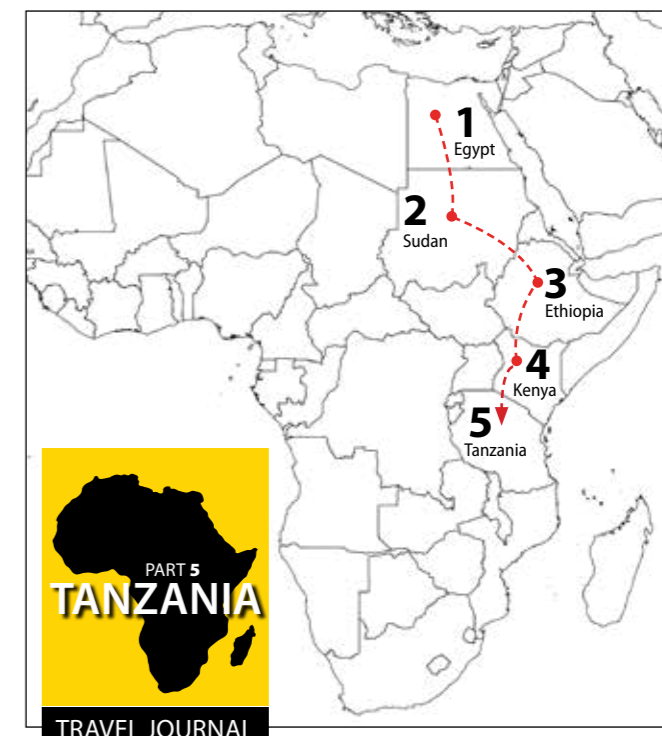 1
Egypt
2
Sudan
3
Ethiopia
4
Kenya
5
Tanzania
PART 5
TANZANIA
TRAVEL JOURNAL